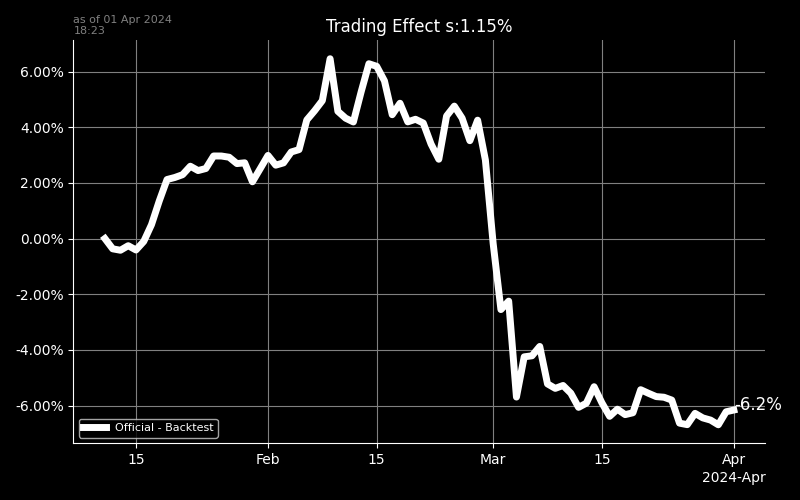 as of 01 Apr 2024
18:23
Trading Effect s:1.15%
6.00%
4.00%
2.00%
0.00%
-2.00%
-4.00%
-6.00%
-6.2%
Official - Backtest
15
Feb
15
Mar
15
Apr
2024-Apr